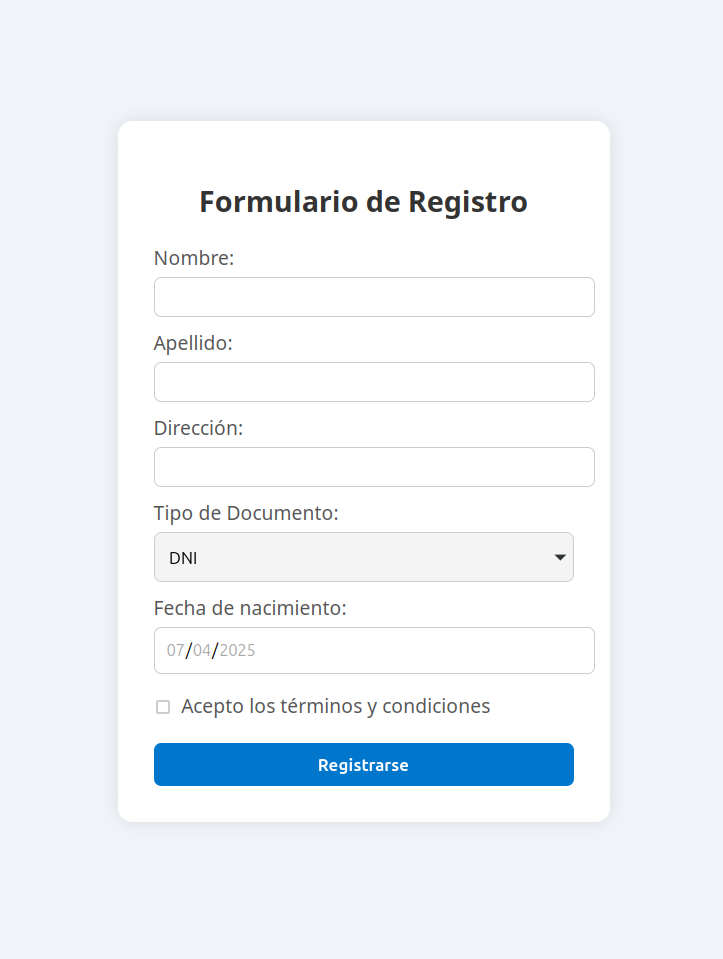 Formulario de Registro
Nombre:
Apellido:
Dirección:
Tipo de Documento:
DNI
Fecha de nacimiento:
07/04/2025
Acepto los términos y condiciones
Registrarse